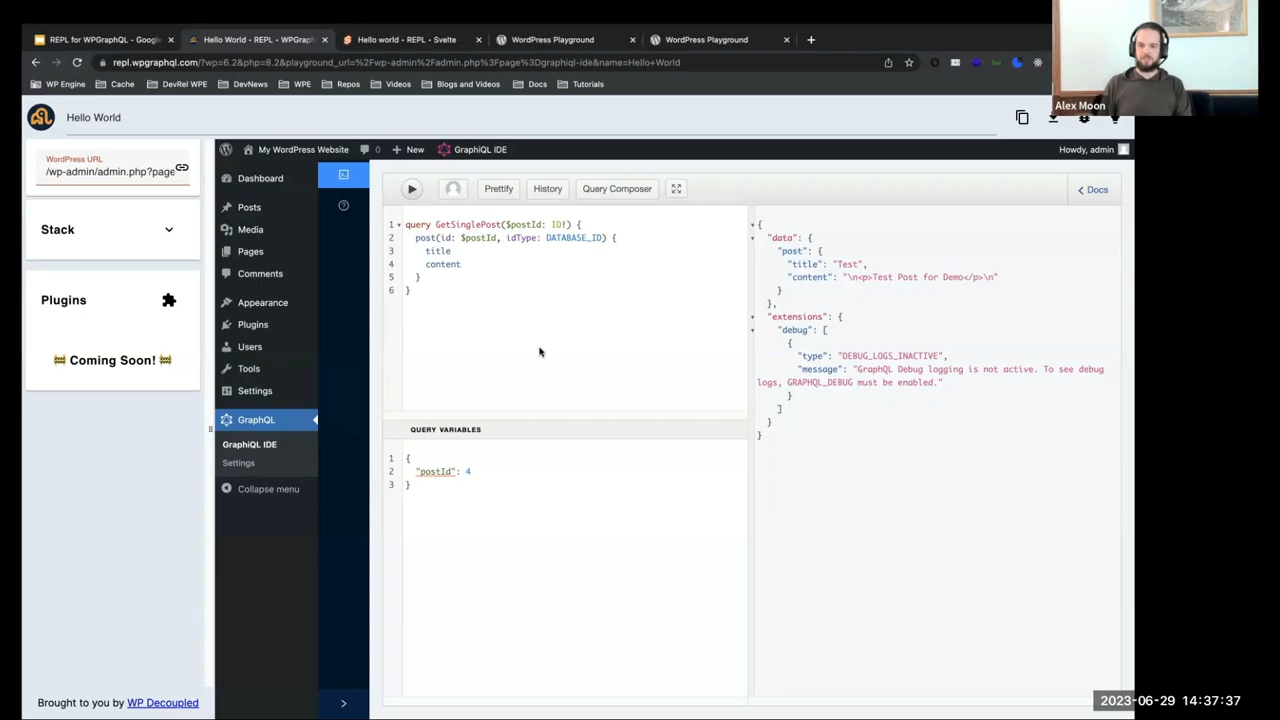 REPL for WPGraphQL - Google
Hello World - REPL - WPGraph
Hello world - REPL -
WordPress Playground
WordPress Playground
repl.wpgraphql.com/?wp=6.2&php=8.2&playground_url=%2Fwp-admin%2Fadmin.php%3Fpage%3Dgraphiql-ide&name=Hello+World
WP Engine
Cache
DevRel WPE
DevNews
WPE
Repos
Videos
Blogs and Videos
Docs
Tutorials
Alex Moon
Hello World
WordPress URL
/wp-admin/admin.php?page
Stack
Plugins
🚧 Coming Soon! 🚧
Brought to you by WP Decoupled
My WordPress Website
0
+ New
GraphiQL IDE
Howdy, admin
Dashboard
Posts
Media
Pages
Comments
Appearance
Plugins
Users
Tools
Settings
GraphQL
GraphiQL IDE
Settings
Collapse menu
Prettify
History
Query Composer
< Docs
1 query GetSinglePost($postId: ID!) {
2 post(id: $postId, idType: DATABASE_ID) {
3 title
4 content
5 }
6 }
QUERY VARIABLES
1 {
2 "postId": 4
3 }
{
"data": {
"post": {
"title": "Test",
"content": "\n<p>Test Post for Demo</p>\n"
}
},
"extensions": {
"debug": [
{
"type": "DEBUG_LOGS_INACTIVE",
"message": "GraphQL Debug logging is not active. To see debug
logs, GRAPHQL_DEBUG must be enabled."
}
]
}
}
2023-06-29 14:37:37